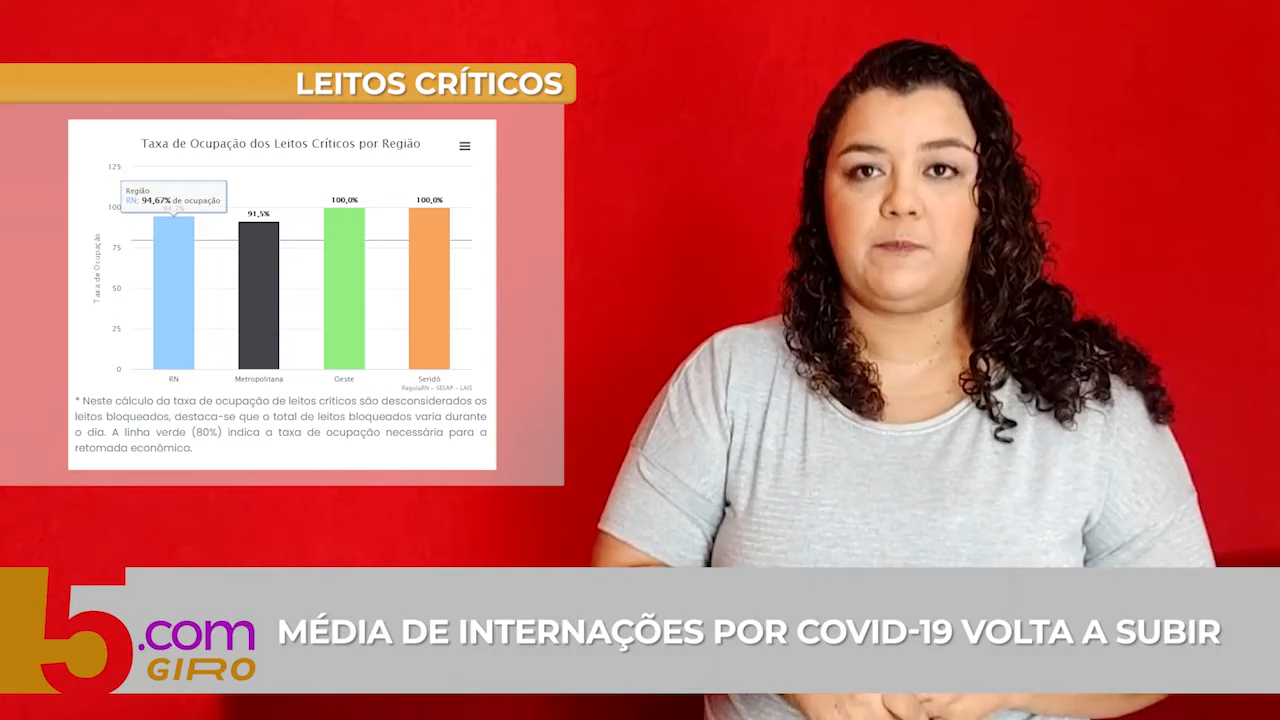 LEITOS CRÍTICOS
Taxa de Ocupação dos Leitos Críticos por Região
125
Região
RN: 94,67% de ocupação
94,7%
100
91,5%
100,0%
100,0%
75
50
25
0
Taxa de Ocupação
RN
Metropolitana
Oeste
Seridó
RegulaRN – SESAP – LAIS
* Neste cálculo da taxa de ocupação de leitos críticos são desconsiderados os
leitos bloqueados, destaca-se que o total de leitos bloqueados varia durante
o dia. A linha verde (80%) indica a taxa de ocupação necessária para a
retomada econômica.
5.com
GIRO
MÉDIA DE INTERNAÇÕES POR COVID-19 VOLTA A SUBIR